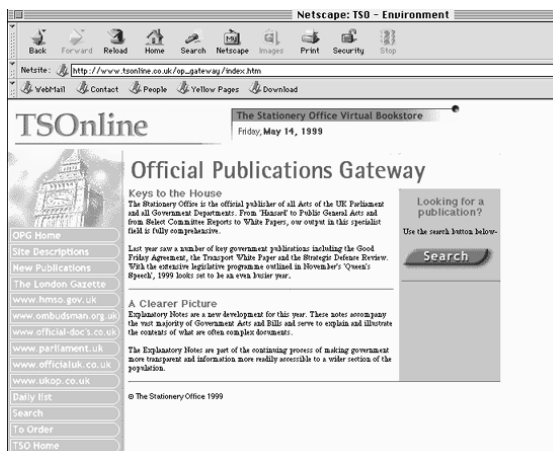 Netscape: TSO - Environment
Back Forward Reload Home Search Netscape Images Print Security Stop
Netsite: http://www.tsonline.co.uk/op_gateway/index.htm
WebMail Contact People Yellow Pages Download
TSOnline
The Stationery Office Virtual Bookstore
Friday, May 14, 1999
Official Publications Gateway
OPG Home
Site Descriptions
New Publications
The London Gazette
www.hmso.gov.uk
www.ombudsman.org.uk
www.official-doc's.co.uk
www.parliament.uk
www.officialuk.co.uk
www.ukop.co.uk
Daily list
Search
To Order
TSO Home
Keys to the House
The Stationery Office is the official publisher of all Acts of the UK Parliament
and all Government Departments. From 'Hansard' to Public General Acts and
from Select Committee Reports to White Papers, our output in this specialist
field is fully comprehensive.
Last year saw a number of key government publications including the Good
Friday Agreement, the Transport White Paper and the Strategic Defense Review.
With the extensive legislative programme outlined in November's 'Queen's
Speech', 1999 looks set to be an even busier year.
A Clearer Picture
Explanatory Notes are a new development for this year. These notes accompany
the vast majority of Government Acts and Bills and serve to explain and illustrate
the contents of what are often complex documents.
The Explanatory Notes are part of the continuing process of making government
more transparent and information more readily accessible to a wider section of the
population.
© The Stationery Office 1999
Looking for a
publication?
Use the search button below-
Search